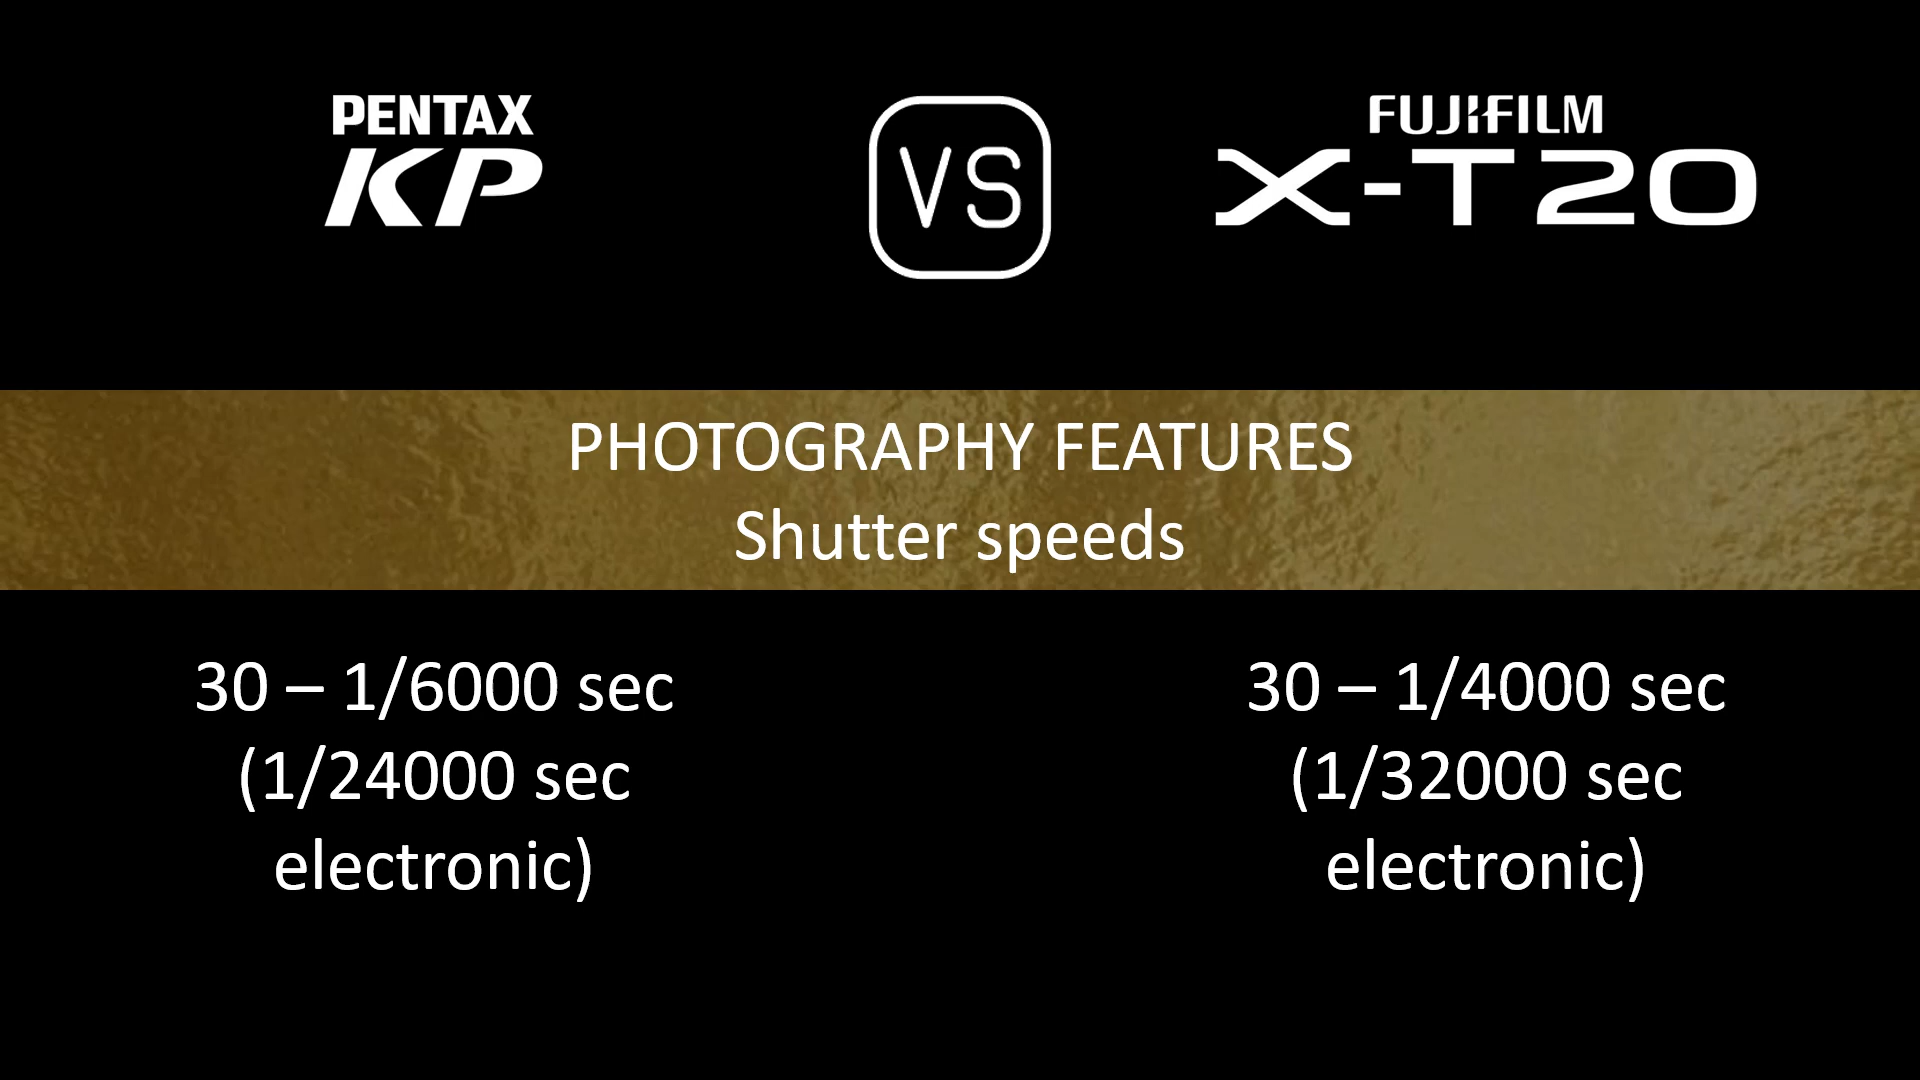 PENTAX
KP
VS
FUJIFILM
X-T20
PHOTOGRAPHY FEATURES
Shutter speeds
30 – 1/6000 sec
(1/24000 sec
electronic)
30 – 1/4000 sec
(1/32000 sec
electronic)